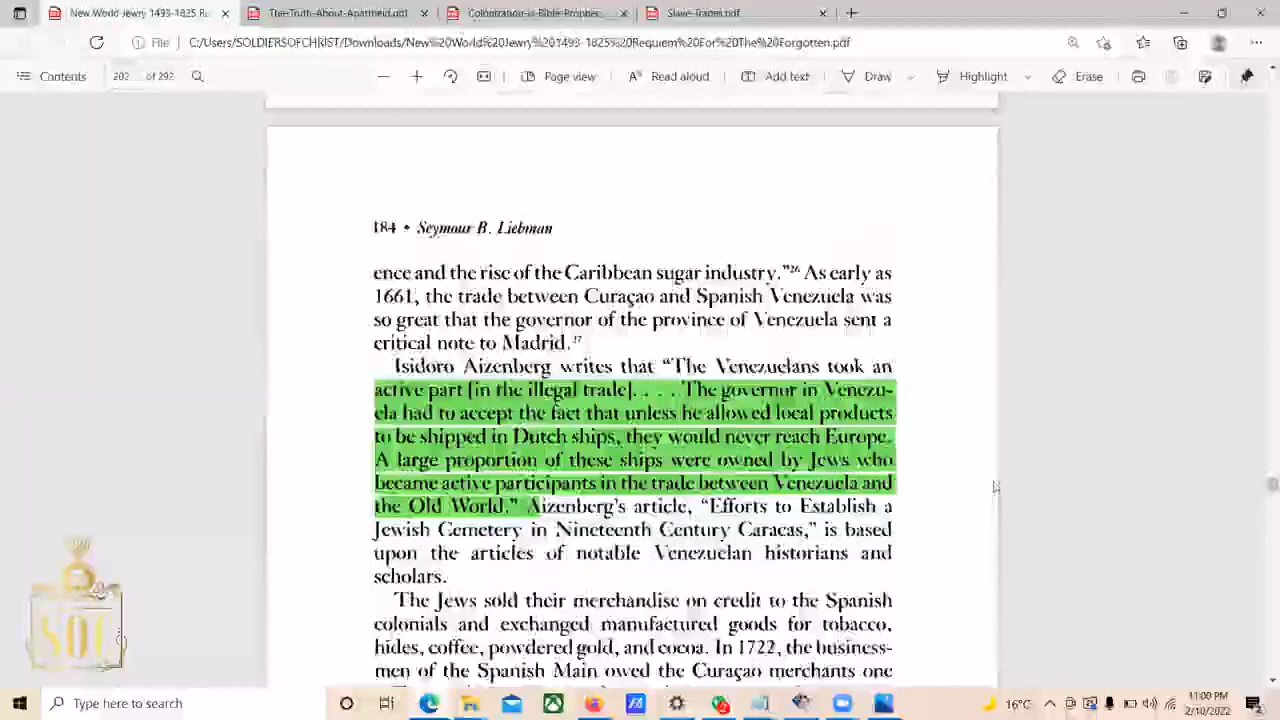 New World Jewry 1493-1825 R
The-Truth-About-Apartheid.pdf
Colonization-in-Bible-Prophec
Slave-Trader.pdf
File
C:/Users/SOLDIERSOFCHRIST/Downloads/New%20World%20Jewry%201493-1825%20Requiem%20For%20The%20Forgotten.pdf
Contents
202 of 292
Page view
Read aloud
Add text
Draw
Highlight
Erase
184 • Seymour B. Liebman
ence and the rise of the Caribbean sugar industry."26 As early as
1661, the trade between Curaçao and Spanish Venezuela was
so great that the governor of the province of Venezuela sent a
critical note to Madrid.
Isidoro Aizenberg writes that "The Venezuelans took an
active part [in the illegal trade]. . . . The governor in Venezu-
ela had to accept the fact that unless he allowed local products
to be shipped in Dutch ships, they would never reach Europe.
A large proportion of these ships were owned by Jews who
became active participants in the trade between Venezuela and
the Old World." Aizenberg's article, "Efforts to Establish a
Jewish Cemetery in Nineteenth Century Caracas," is based
upon the articles of notable Venezuelan historians and
scholars.
The Jews sold their merchandise on credit to the Spanish
colonials and exchanged manufactured goods for tobacco,
hides, coffee, powdered gold, and cocoa. In 1722, the business-
men of the Spanish Main owed the Curaçao merchants one
SOC
Type here to search
16°C
11:00 PM
2/10/2022